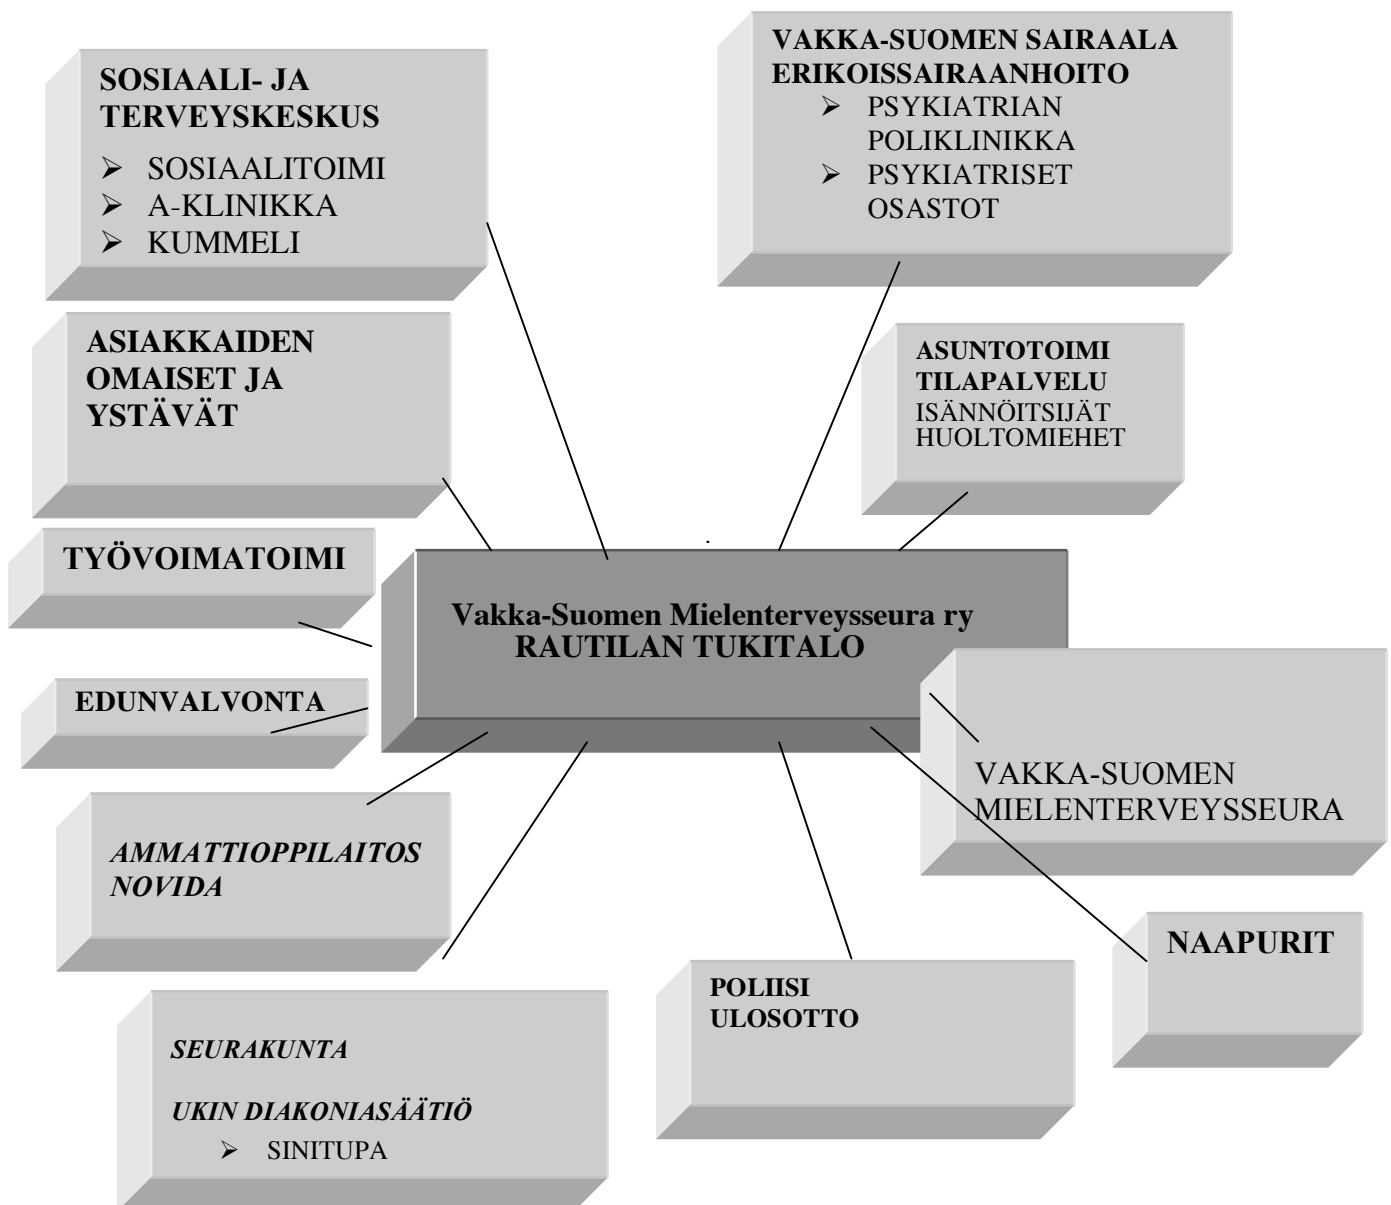 SOSIAALI- JA
TERVEYSKESKUS
➢ SOSIAALITOIMI
➢ A-KLINIKKA
➢ KUMMELI
VAKKA-SUOMEN SAIRAALA
ERIKOISSAIRAANHOITO
➢ PSYKIATRIAN
POLIKLINIKKA
➢ PSYKIATRISET
OSASTOT
ASIAKKAIDEN
OMAISET JA
YSTÄVÄT
ASUNTOTOIMI
TILAPALVELU
ISÄNNÖITSIJÄT
HUOLTOMIEHET
TYÖVOIMATOIMI
.
Vakka-Suomen Mielenterveysseura ry
RAUTILAN TUKITALO
EDUNVALVONTA
VAKKA-SUOMEN
MIELENTERVEYSSEURA
AMMATTIOPPILAITOS
NOVIDA
NAAPURIT
POLIISI
ULOSOTTO
SEURAKUNTA
UKIN DIAKONIASÄÄTIÖ
➢ SINITUPA